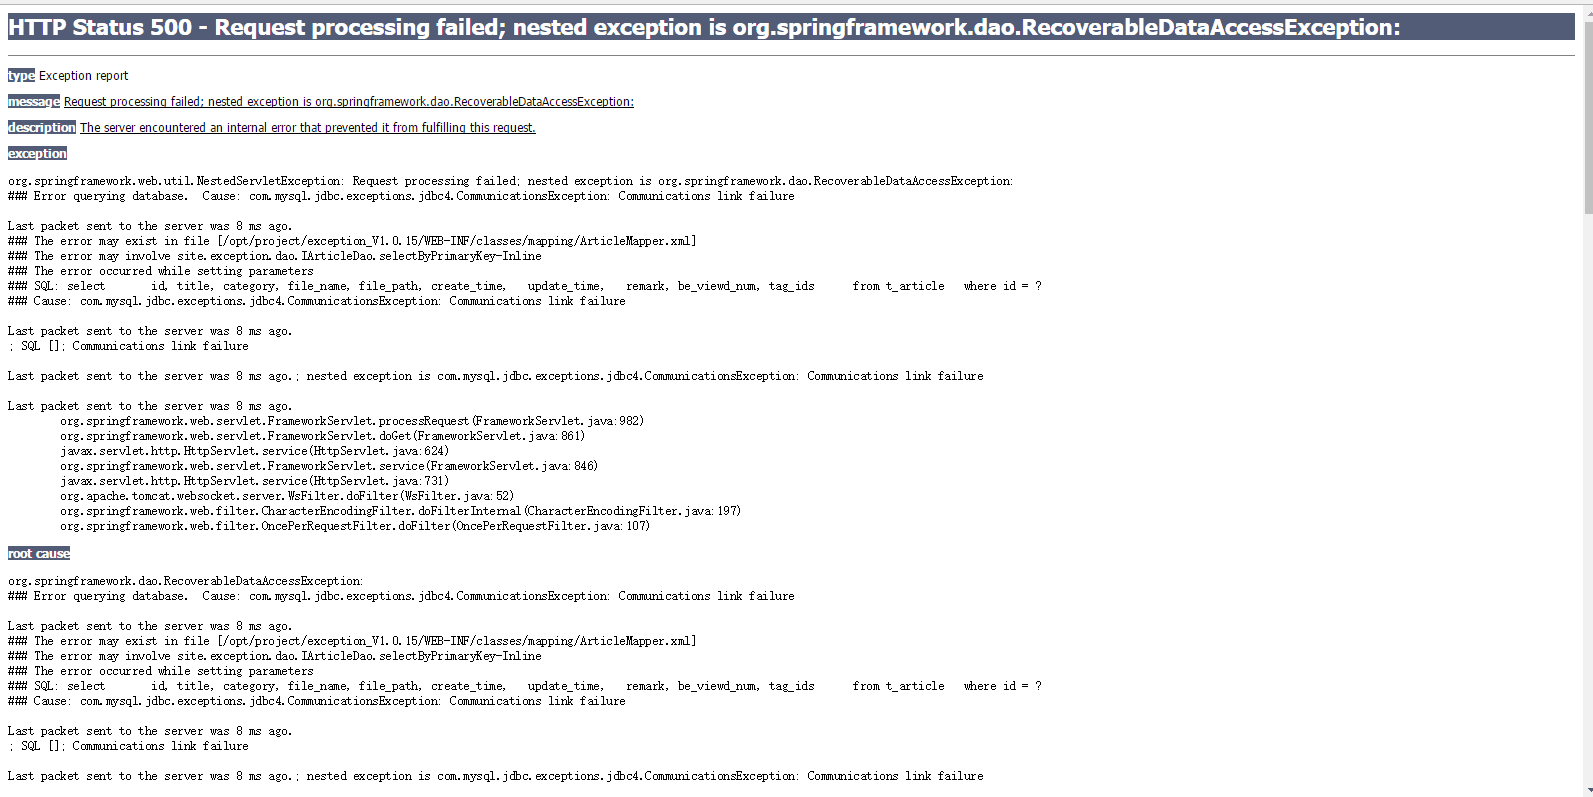 HTTP Status 500 - Request processing failed; nested exception is org.springframework.dao.RecoverableDataAccessException:
type Exception report
message Request processing failed; nested exception is org.springframework.dao.RecoverableDataAccessException:
description The server encountered an internal error that prevented it from fulfilling this request.
exception
org.springframework.web.util.NestedServletException: Request processing failed; nested exception is org.springframework.dao.RecoverableDataAccessException:
### Error querying database.  Cause: com.mysql.jdbc.exceptions.jdbc4.CommunicationsException: Communications link failure
Last packet sent to the server was 8 ms ago.
### The error may exist in file [/opt/project/exception_V1.0.15/WEB-INF/classes/mapping/ArticleMapper.xml]
### The error may involve site.exception.dao.IArticleDao.selectByPrimaryKey-Inline
### The error occurred while setting parameters
### SQL: select      id, title, category, file_name, file_path, create_time,   update_time,   remark, be_viewd_num, tag_ids      from t_article   where id = ?
### Cause: com.mysql.jdbc.exceptions.jdbc4.CommunicationsException: Communications link failure
Last packet sent to the server was 8 ms ago.
; SQL []; Communications link failure
Last packet sent to the server was 8 ms ago.; nested exception is com.mysql.jdbc.exceptions.jdbc4.CommunicationsException: Communications link failure
Last packet sent to the server was 8 ms ago.
org.springframework.web.servlet.FrameworkServlet.processRequest(FrameworkServlet.java:982)
org.springframework.web.servlet.FrameworkServlet.doGet(FrameworkServlet.java:861)
javax.servlet.http.HttpServlet.service(HttpServlet.java:624)
org.springframework.web.servlet.FrameworkServlet.service(FrameworkServlet.java:846)
javax.servlet.http.HttpServlet.service(HttpServlet.java:731)
org.apache.tomcat.websocket.server.WsFilter.doFilter(WsFilter.java:52)
org.springframework.web.filter.CharacterEncodingFilter.doFilterInternal(CharacterEncodingFilter.java:197)
org.springframework.web.filter.OncePerRequestFilter.doFilter(OncePerRequestFilter.java:107)
root cause
org.springframework.dao.RecoverableDataAccessException:
### Error querying database.  Cause: com.mysql.jdbc.exceptions.jdbc4.CommunicationsException: Communications link failure
Last packet sent to the server was 8 ms ago.
### The error may exist in file [/opt/project/exception_V1.0.15/WEB-INF/classes/mapping/ArticleMapper.xml]
### The error may involve site.exception.dao.IArticleDao.selectByPrimaryKey-Inline
### The error occurred while setting parameters
### SQL: select      id, title, category, file_name, file_path, create_time,   update_time,   remark, be_viewd_num, tag_ids      from t_article   where id = ?
### Cause: com.mysql.jdbc.exceptions.jdbc4.CommunicationsException: Communications link failure
Last packet sent to the server was 8 ms ago.
; SQL []; Communications link failure
Last packet sent to the server was 8 ms ago.; nested exception is com.mysql.jdbc.exceptions.jdbc4.CommunicationsException: Communications link failure